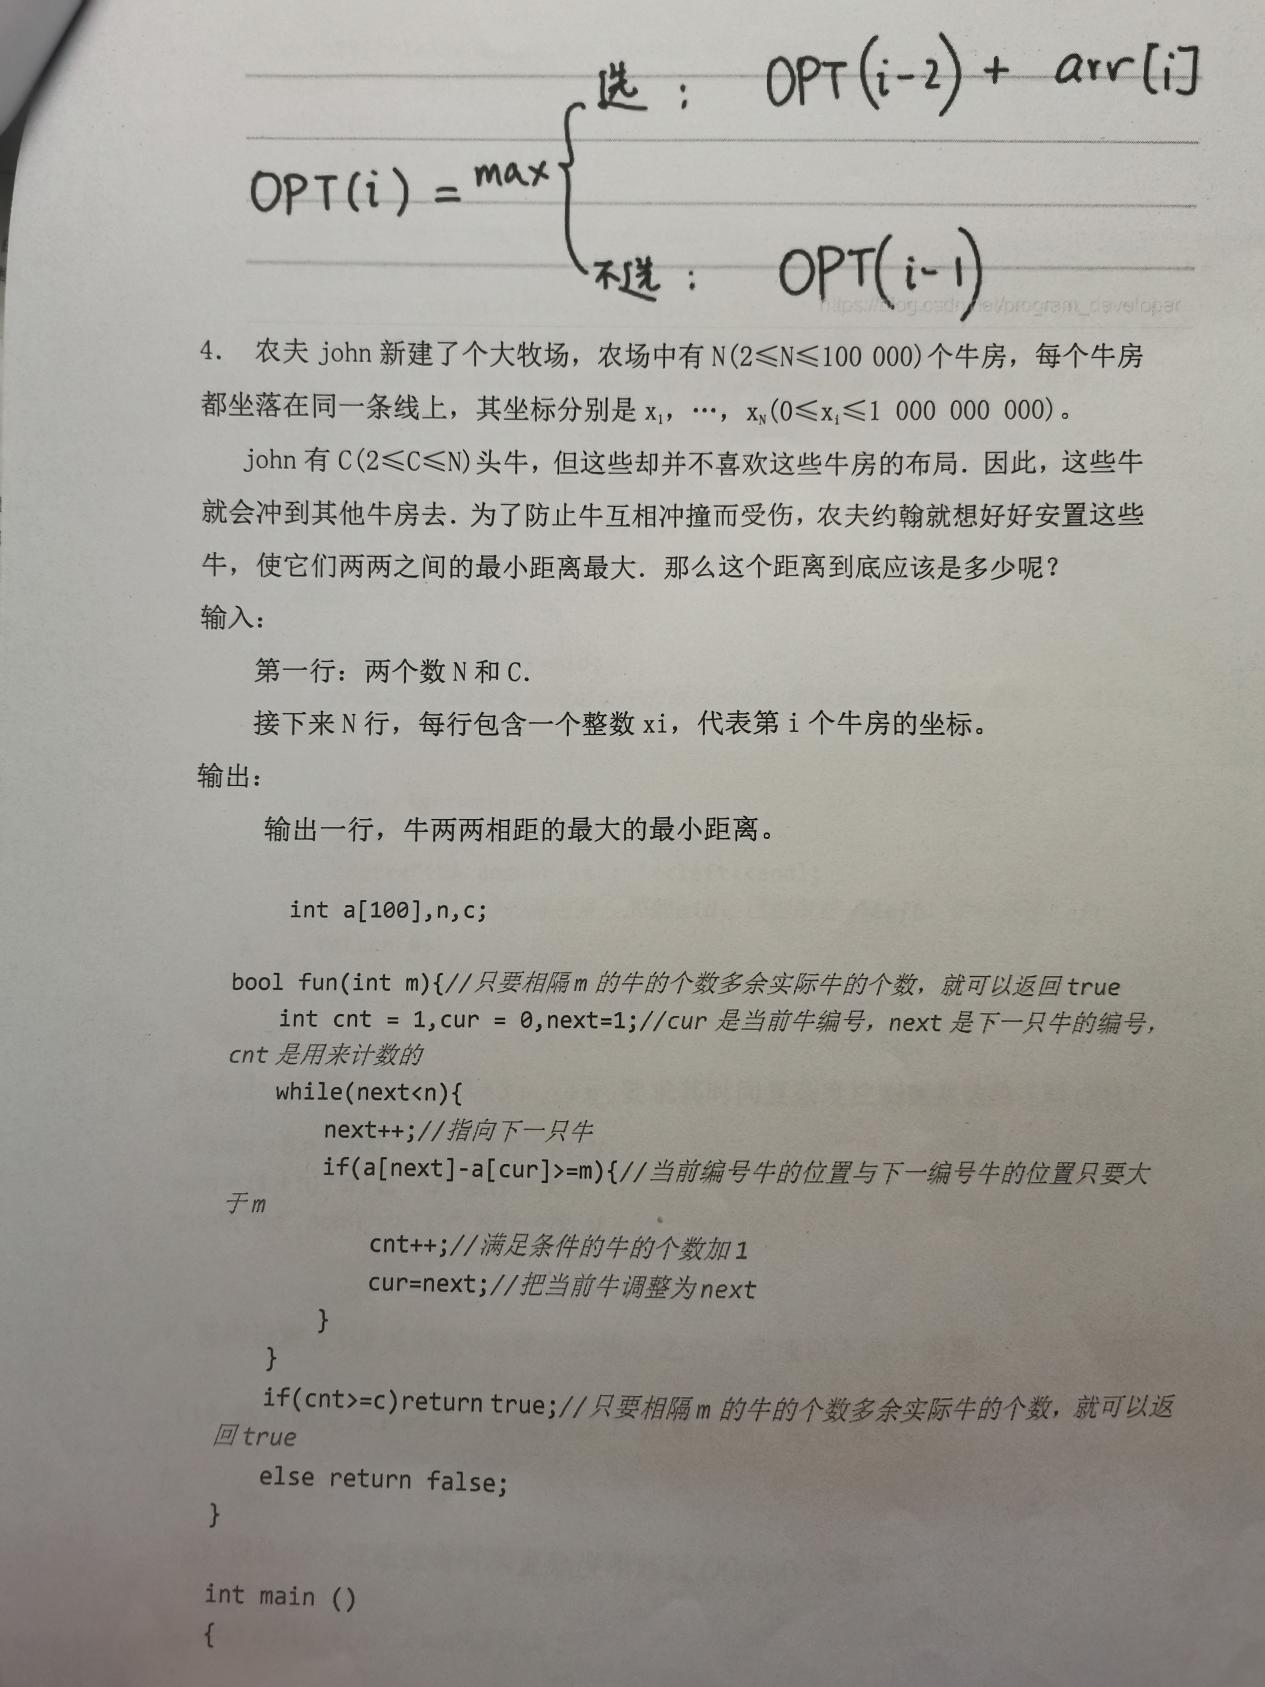 选： OPT(i-2) + arr[i]
OPT(i) = max
不选： OPT(i-1)
https://blog.csdn.net/program_developer
4. 农夫 john 新建了个大牧场，农场中有 N(2≤N≤100 000)个牛房，每个牛房
都坐落在同一条线上，其坐标分别是 x₁，…，xN(0≤xi≤1 000 000 000)。
john 有 C(2≤C≤N)头牛，但这些却并不喜欢这些牛房的布局．因此，这些牛
就会冲到其他牛房去．为了防止牛互相冲撞而受伤，农夫约翰就想好好安置这些
牛，使它们两两之间的最小距离最大．那么这个距离到底应该是多少呢？
输入：
第一行：两个数 N 和 C．
接下来 N 行，每行包含一个整数 xi，代表第 i 个牛房的坐标。
输出：
输出一行，牛两两相距的最大的最小距离。
int a[100],n,c;
bool fun(int m){//只要相隔 m 的牛的个数多余实际牛的个数，就可以返回 true
int cnt = 1,cur = 0,next=1;//cur 是当前牛编号，next 是下一只牛的编号，
cnt 是用来计数的
while(next<n){
next++;//指向下一只牛
if(a[next]-a[cur]>=m){//当前编号牛的位置与下一编号牛的位置只要大
于 m
cnt++;//满足条件的牛的个数加 1
cur=next;//把当前牛调整为 next
}
}
if(cnt>=c)return true;//只要相隔 m 的牛的个数多余实际牛的个数，就可以返
回 true
else return false;
}
int main ()
{